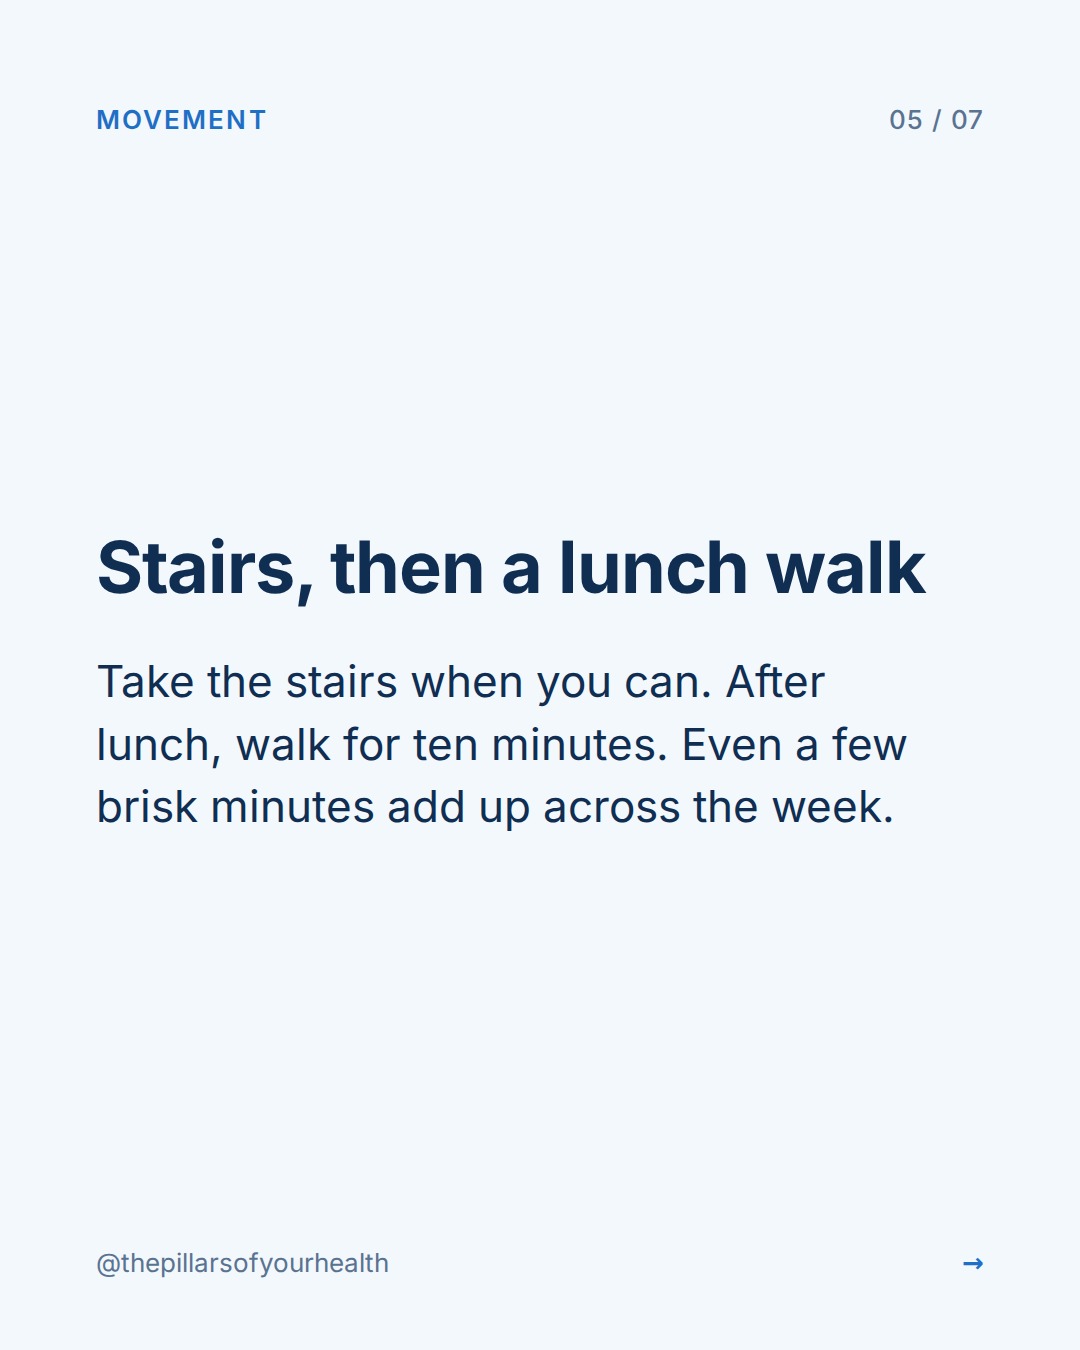 MOVEMENT
05 / 07
Stairs, then a lunch walk
Take the stairs when you can. After
lunch, walk for ten minutes. Even a few
brisk minutes add up across the week.
@thepillarsofyourhealth
→